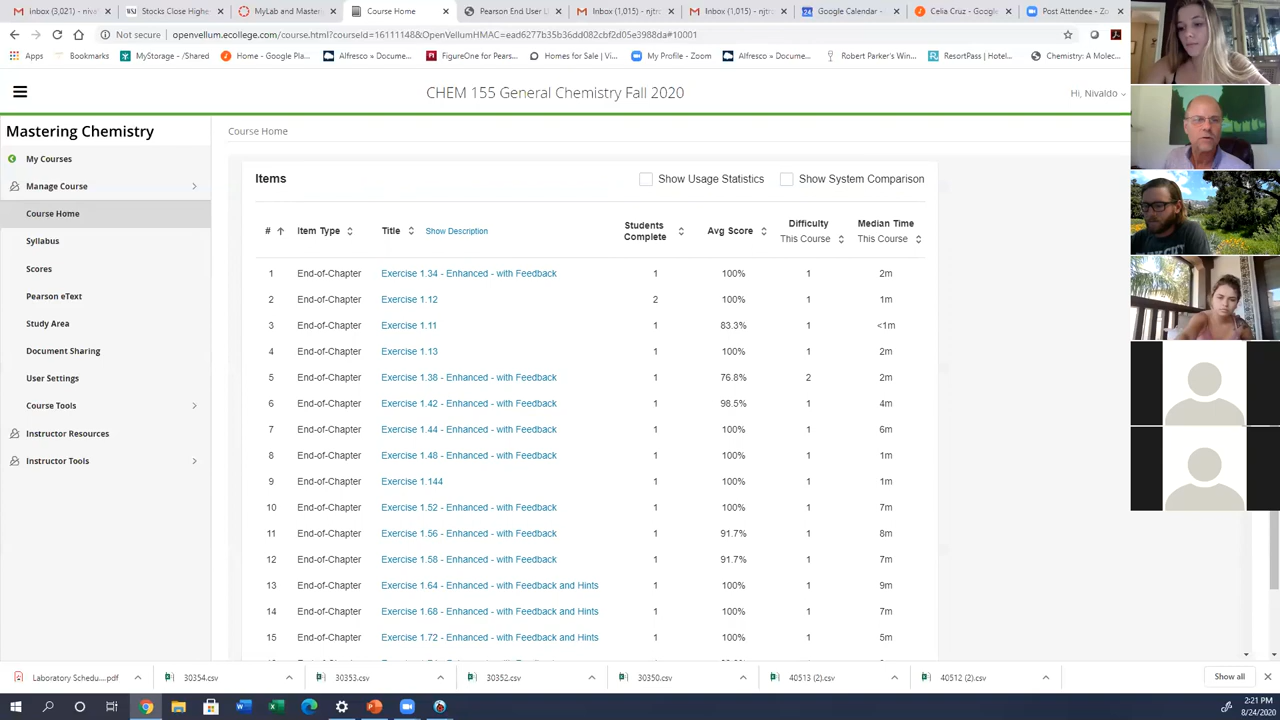 Inbox (3,021) - nival
Stocks Close Higher
MyLab and Master
Course Home
Pearson End User L
Inbox (1,015) - njtro
Inbox (1,015) - njtro
Google Calendar -
Celia Cruz - Google
Post Attendee - Zo
Not secure | openvellum.ecollege.com/course.html?courseId=16111148&OpenVellumHMAC=ead6277b35b36dd082cbf2d05e3988da#10001
Apps
Bookmarks
MyStorage - /Shared
Home - Google Pla...
Alfresco » Docume...
FigureOne for Pears...
Homes for Sale | Vi...
My Profile - Zoom
Alfresco » Docume...
Robert Parker's Win...
ResortPass | Hotel...
Chemistry: A Molec...
CHEM 155 General Chemistry Fall 2020
Hi, Nivaldo
Mastering Chemistry
My Courses
Manage Course
Course Home
Syllabus
Scores
Pearson eText
Study Area
Document Sharing
User Settings
Course Tools
Instructor Resources
Instructor Tools
Course Home
Items
Show Usage Statistics
Show System Comparison
# Item Type Title Show Description Students Complete Avg Score Difficulty This Course Median Time This Course
1 End-of-Chapter Exercise 1.34 - Enhanced - with Feedback 1 100% 1 2m
2 End-of-Chapter Exercise 1.12 2 100% 1 1m
3 End-of-Chapter Exercise 1.11 1 83.3% 1 <1m
4 End-of-Chapter Exercise 1.13 1 100% 1 2m
5 End-of-Chapter Exercise 1.38 - Enhanced - with Feedback 1 76.8% 2 2m
6 End-of-Chapter Exercise 1.42 - Enhanced - with Feedback 1 98.5% 1 4m
7 End-of-Chapter Exercise 1.44 - Enhanced - with Feedback 1 100% 1 6m
8 End-of-Chapter Exercise 1.48 - Enhanced - with Feedback 1 100% 1 1m
9 End-of-Chapter Exercise 1.144 1 100% 1 1m
10 End-of-Chapter Exercise 1.52 - Enhanced - with Feedback 1 100% 1 7m
11 End-of-Chapter Exercise 1.56 - Enhanced - with Feedback 1 91.7% 1 8m
12 End-of-Chapter Exercise 1.58 - Enhanced - with Feedback 1 91.7% 1 7m
13 End-of-Chapter Exercise 1.64 - Enhanced - with Feedback and Hints 1 100% 1 9m
14 End-of-Chapter Exercise 1.68 - Enhanced - with Feedback and Hints 1 100% 1 7m
15 End-of-Chapter Exercise 1.72 - Enhanced - with Feedback and Hints 1 100% 1 5m
Laboratory Schedu....pdf
30354.csv
30353.csv
30352.csv
30350.csv
40513 (2).csv
40512 (2).csv
Show all
2:21 PM
8/24/2020